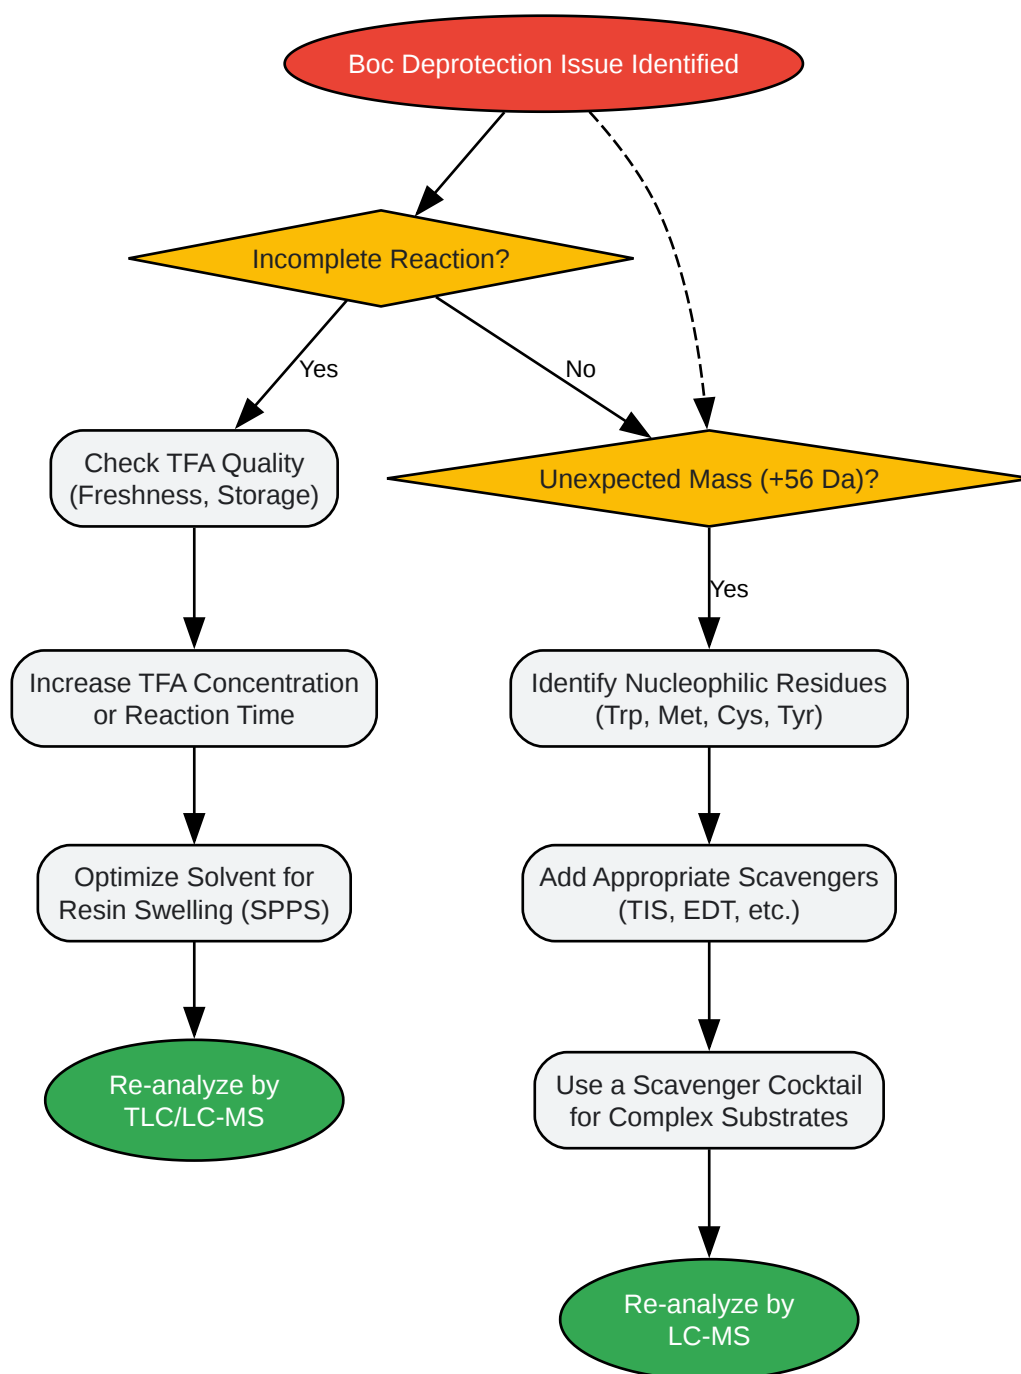 Boc Deprotection Issue Identified
Incomplete Reaction?
Yes
No
Check TFA Quality
(Freshness, Storage)
Unexpected Mass (+56 Da)?
Yes
Increase TFA Concentration
or Reaction Time
Identify Nucleophilic Residues
(Trp, Met, Cys, Tyr)
Optimize Solvent for
Resin Swelling (SPPS)
Add Appropriate Scavengers
(TIS, EDT, etc.)
Re-analyze by
TLC/LC-MS
Use a Scavenger Cocktail
for Complex Substrates
Re-analyze by
LC-MS